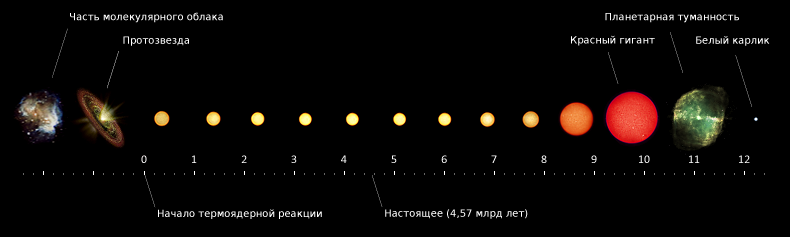 Часть молекулярного облака
Планетарная туманность
Протозвезда
Красный гигант
Белый карлик
0 1 2 3 4 5 6 7 8 9 10 11 12
Начало термоядерной реакции
Настоящее (4,57 млрд лет)